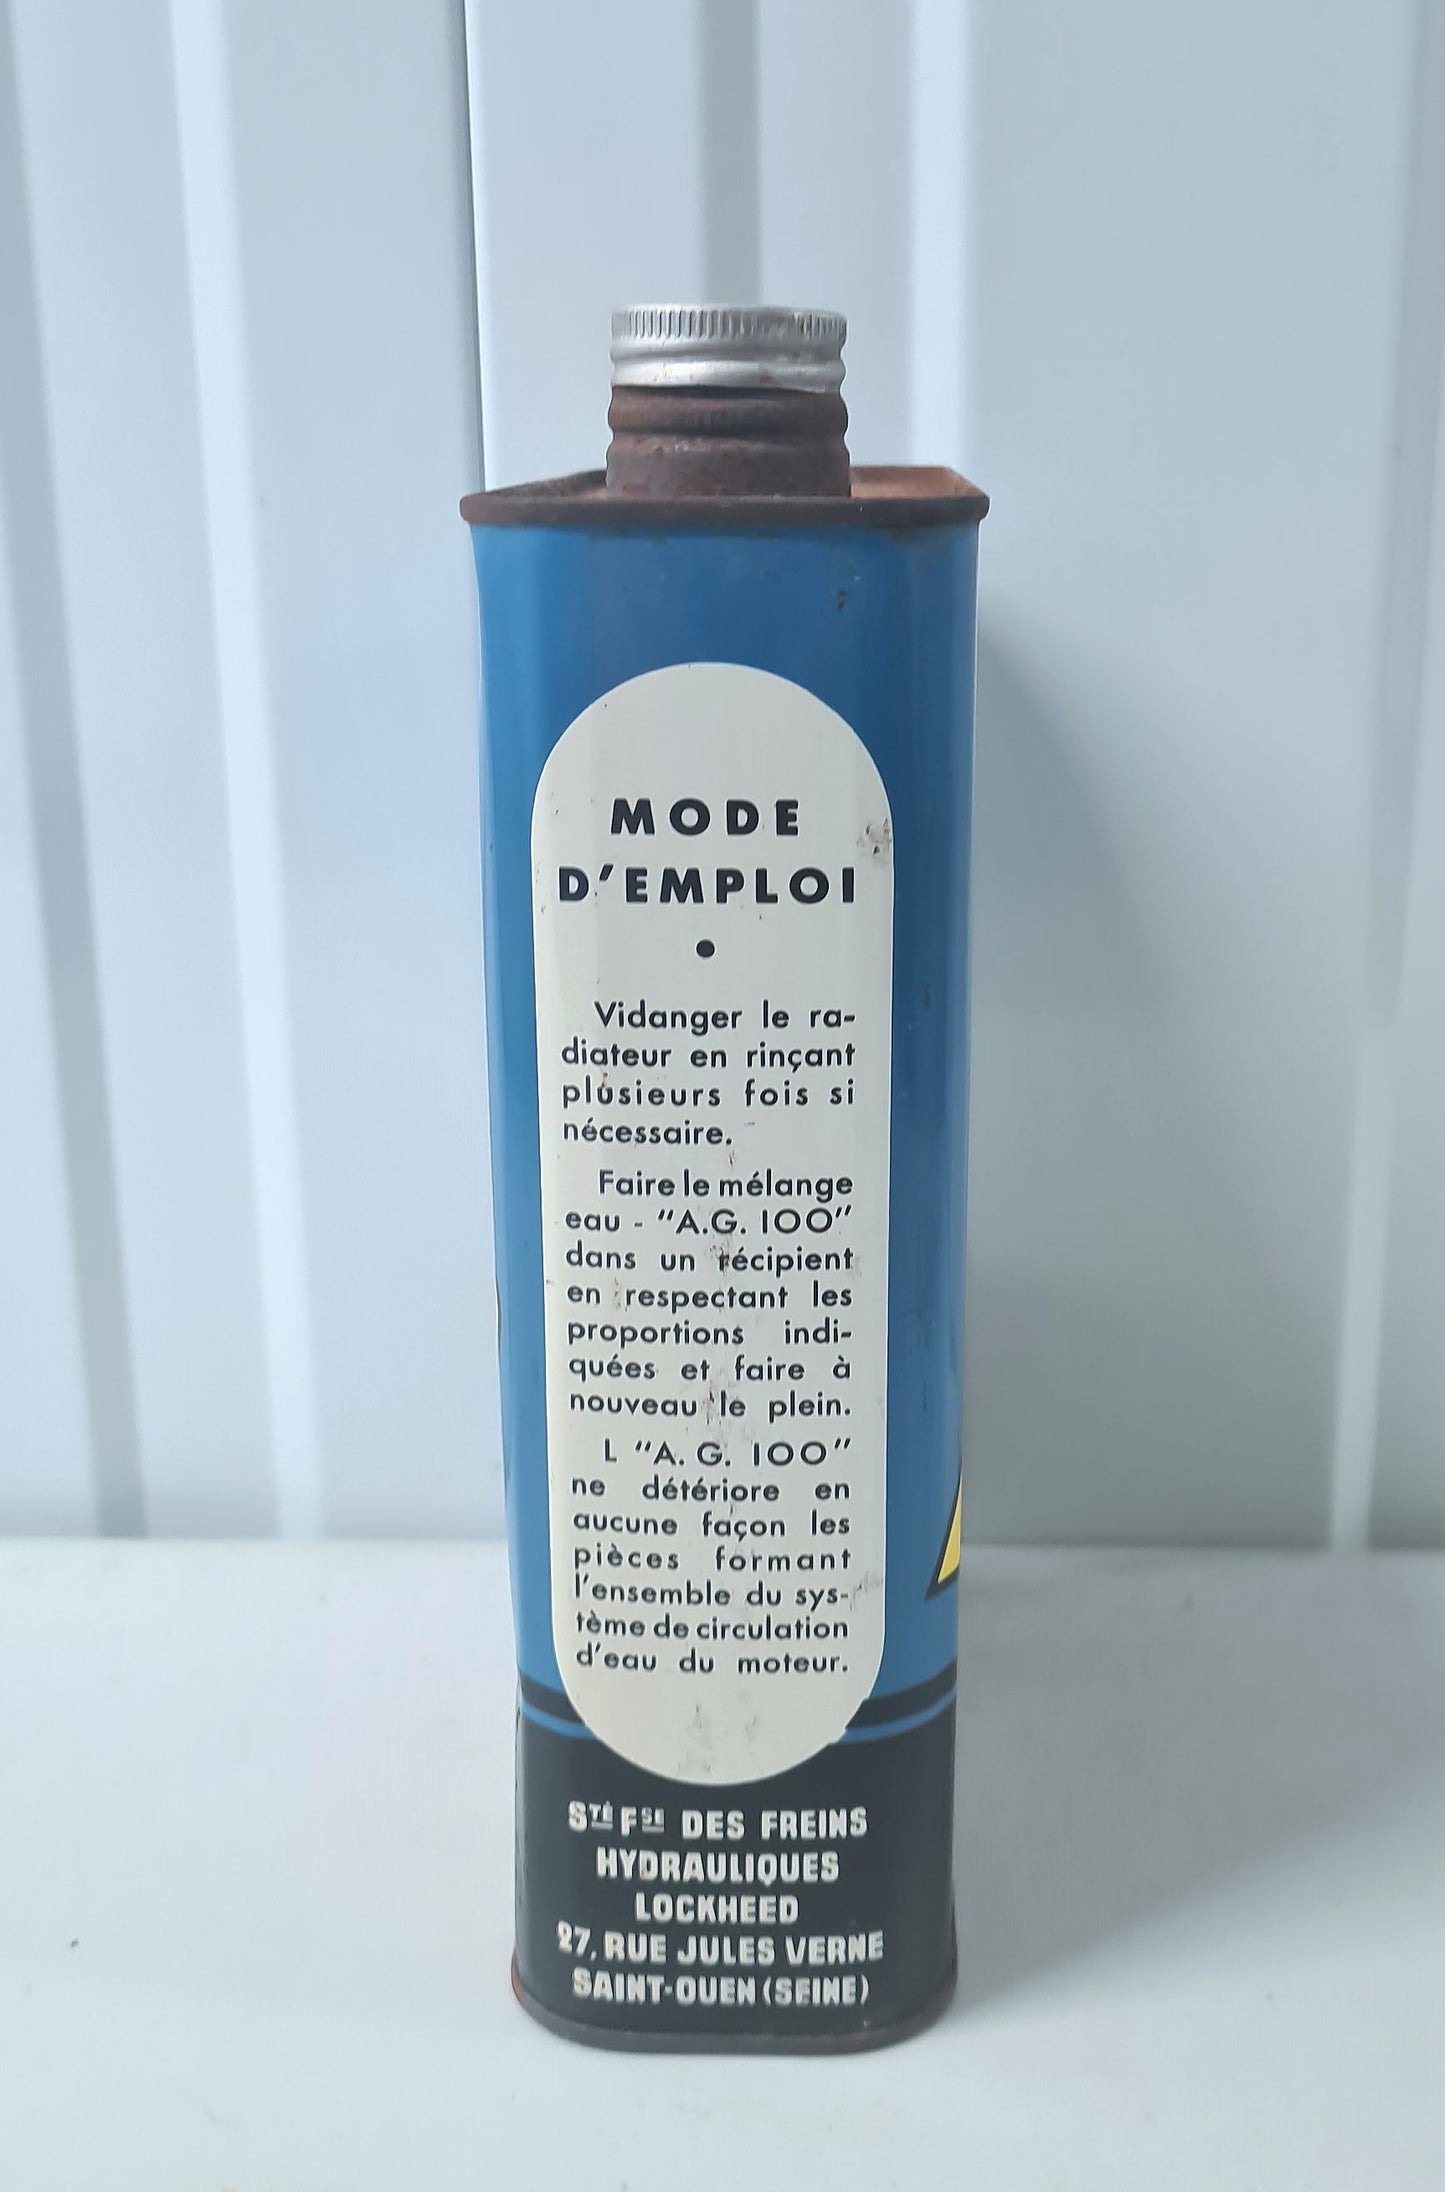 MODE
D'EMPLOI
•
Vidanger le ra-
diateur en rinçant
plusieurs fois si
nécessaire.
Faire le mélange
eau - "A.G. 100"
dans un récipient
en respectant les
proportions indi-
quées et faire à
nouveau le plein.
L "A. G. 100"
ne détériore en
aucune façon les
pièces formant
l'ensemble du sys-
tème de circulation
d'eau du moteur.
STÉ FSE DES FREINS
HYDRAULIQUES
LOCKHEED
27, RUE JULES VERNE
SAINT-OUEN (SEINE)